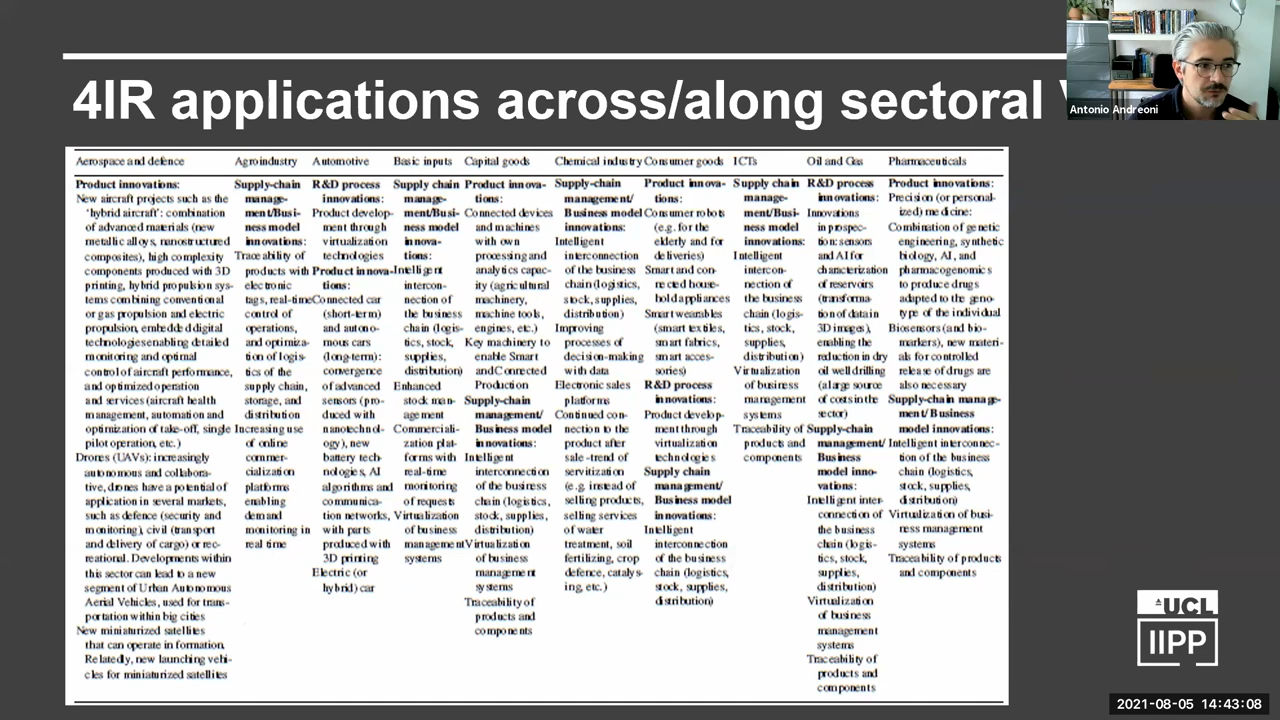 4IR applications across/along sectoral V
Antonio Andreoni
Aerospace and defence
Product innovations:
New aircraft projects such as the
'hybrid aircraft': combination
of advanced materials (new
metallic alloys, nanostructured
composites), high complexity
components produced with 3D
printing, hybrid propulsion sys-
tems combining conventional
or gas propulsion and electric
propulsion, embedded digital
technologies enabling detailed
monitoring and optimal
control of aircraft performance,
and optimized operation
and services (aircraft health
management, automation and
optimization of take-off, single
pilot operation, etc.)
Drones (UAVs): increasingly
autonomous and collabora-
tive, drones have a potential of
application in several markets,
such as defence (security and
monitoring), civil (transport
and delivery of cargo) or rec-
reational. Developments within
this sector can lead to a new
segment of Urban Autonomous
Aerial Vehicles, used for trans-
portation within big cities
New miniaturized satellites
that can operate in formation.
Relatedly, new launching vehi-
cles for miniaturized satellites
Agroindustry
Supply-chain
manage-
ment/Busi-
ness model
innovations:
Traceability of
products with
electronic
tags, real-time
control of
operations,
and optimiza-
tion of logis-
tics of the
supply chain,
storage, and
distribution
Increasing use
of online
commer-
cialization
platforms
enabling
demand
monitoring in
real time
Automotive
R&D process
innovations:
Product develop-
ment through
virtualization
technologies
Product innova-
tions:
Connected car
(short-term)
and autono-
mous cars
(long-term):
convergence
of advanced
sensors (pro-
duced with
nanotechnol-
ogy), new
battery tech-
nologies, AI
algorithms and
communica-
tion networks,
with parts
produced with
3D printing
Electric (or
hybrid) car
Basic inputs
Supply chain
manage-
ment/Busi-
ness model
innova-
tions:
Intelligent
intercon-
nection of
the business
chain (logis-
tics, stock,
supplies,
distribution)
Enhanced
stock man-
agement
Commerciali-
zation plat-
forms with
real-time
monitoring
of requests
Virtualization
of business
management
systems
Capital goods
Product innova-
tions:
Connected devices
and machines
with own
processing and
analytics capac-
ity (agricultural
machinery,
machine tools,
engines, etc.)
Key machinery to
enable Smart
and Connected
Production
Supply-chain
management/
Business model
innovations:
Intelligent
interconnection
of the business
chain (logistics,
stock, supplies,
distribution)
Virtualization
of business
management
systems
Traceability of
products and
components
Chemical industry
Supply-chain
management/
Business model
innovations:
Intelligent
interconnection
of the business
chain (logistics,
stock, supplies,
distribution)
Improving
processes of
decision-making
with data
Electronic sales
platforms
Continued con-
nection to the
product after
sale -trend of
servitization
(e.g. instead of
selling products,
selling services
of water
treatment, soil
fertilizing, crop
defence, catalys-
ing, etc.)
Consumer goods
Product innova-
tions:
Consumer robots
(e.g. for the
elderly and for
deliveries)
Smart and con-
nected house-
hold appliances
Smart wearables
(smart textiles,
smart fabrics,
smart acces-
sories)
R&D process
innovations:
Product develop-
ment through
virtualization
technologies
Supply chain
management/
Business model
innovations:
Intelligent
interconnection
of the business
chain (logistics,
stock, supplies,
distribution)
ICTs
Supply chain
manage-
ment/Busi-
ness model
innovations:
Intelligent
intercon-
nection of
the business
chain (logis-
tics, stock,
supplies,
distribution)
Virtualization
of business
management
systems
Traceability of
products and
components
Oil and Gas
R&D process
innovations:
Innovations
in prospec-
tion: sensors
and AI for
characterization
of reservoirs
(transforma-
tion of data in
3D images),
enabling the
reduction in dry
oil well drilling
(a large source
of costs in the
sector)
Supply-chain
management/
Business
model inno-
vations:
Intelligent inter-
connection of
the business
chain (logis-
tics, stock,
supplies,
distribution)
Virtualization
of business
management
systems
Traceability of
products and
components
Pharmaceuticals
Product innovations:
Precision (or personal-
ized) medicine:
Combination of genetic
engineering, synthetic
biology, AI, and
pharmacogenomics
to produce drugs
adapted to the geno-
type of the individual
Biosensors (and bio-
markers), new materi-
als for controlled
release of drugs are
also necessary
Supply-chain manage-
ment/ Business
model innovations:
Intelligent interconnec-
tion of the business
chain (logistics,
stock, supplies,
distribution)
Virtualization of busi-
ness management
systems
Traceability of products
and components
UCL
IIPP
2021-08-05 14:43:08